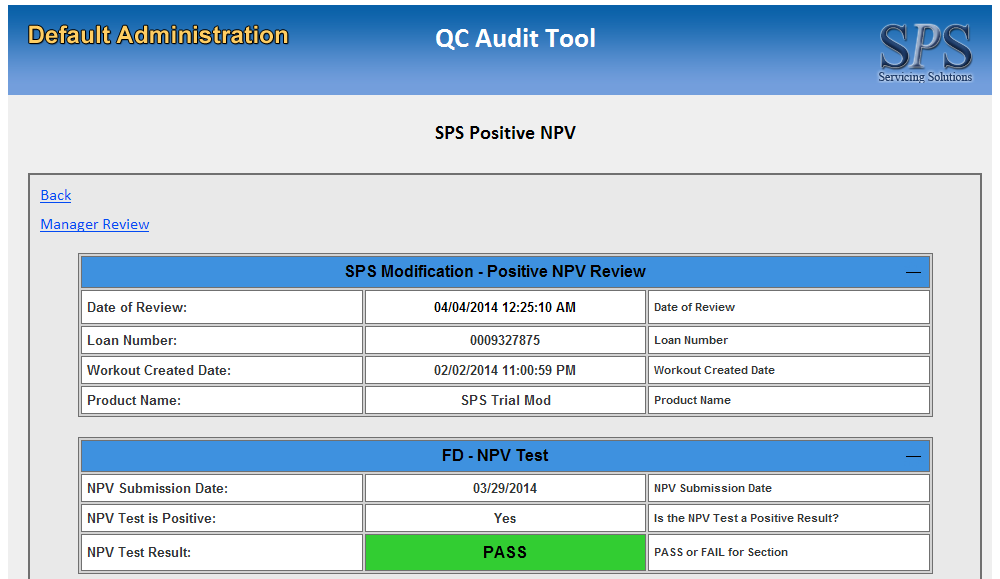 Default Administration
QC Audit Tool
SPS
Servicing Solutions
SPS Positive NPV
Back
Manager Review
SPS Modification - Positive NPV Review —
Date of Review: 04/04/2014 12:25:10 AM Date of Review
Loan Number: 0009327875 Loan Number
Workout Created Date: 02/02/2014 11:00:59 PM Workout Created Date
Product Name: SPS Trial Mod Product Name
FD - NPV Test —
NPV Submission Date: 03/29/2014 NPV Submission Date
NPV Test is Positive: Yes Is the NPV Test a Positive Result?
NPV Test Result: PASS PASS or FAIL for Section